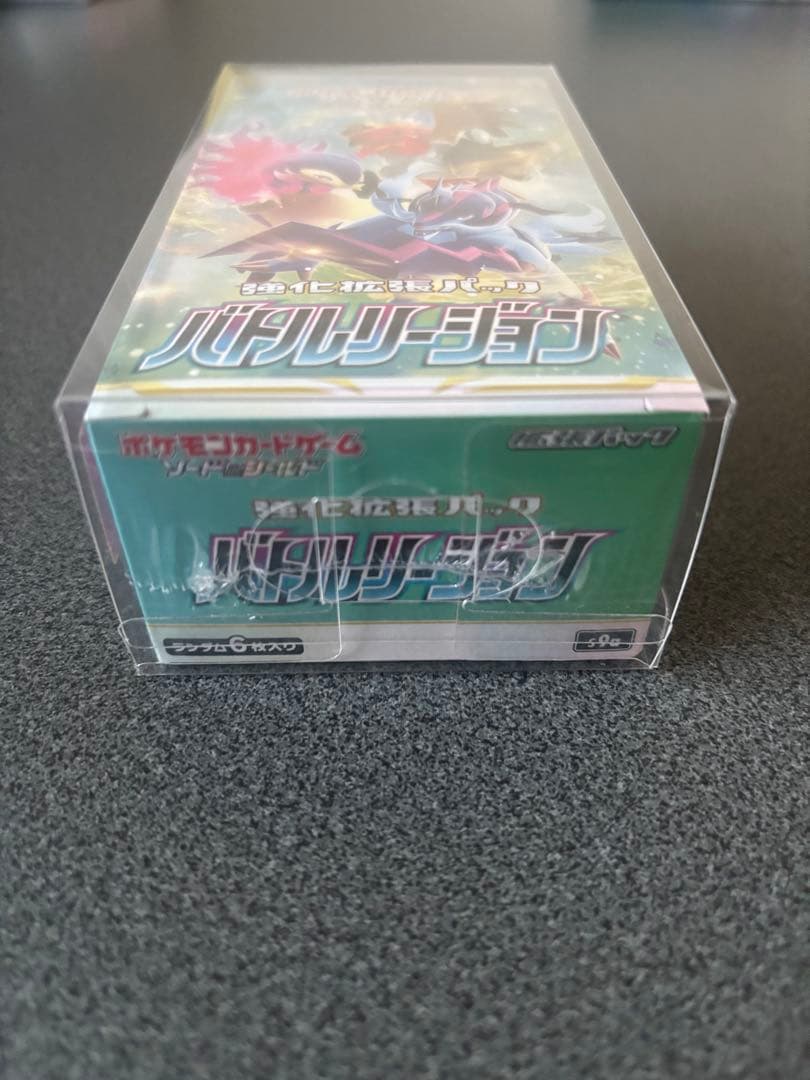 強化拡張パック
バトルリージョン
ポケモンカードゲーム
ソード&シールド
拡張パック
強化拡張パック
バトルリージョン
ランダム6枚入り
S9a